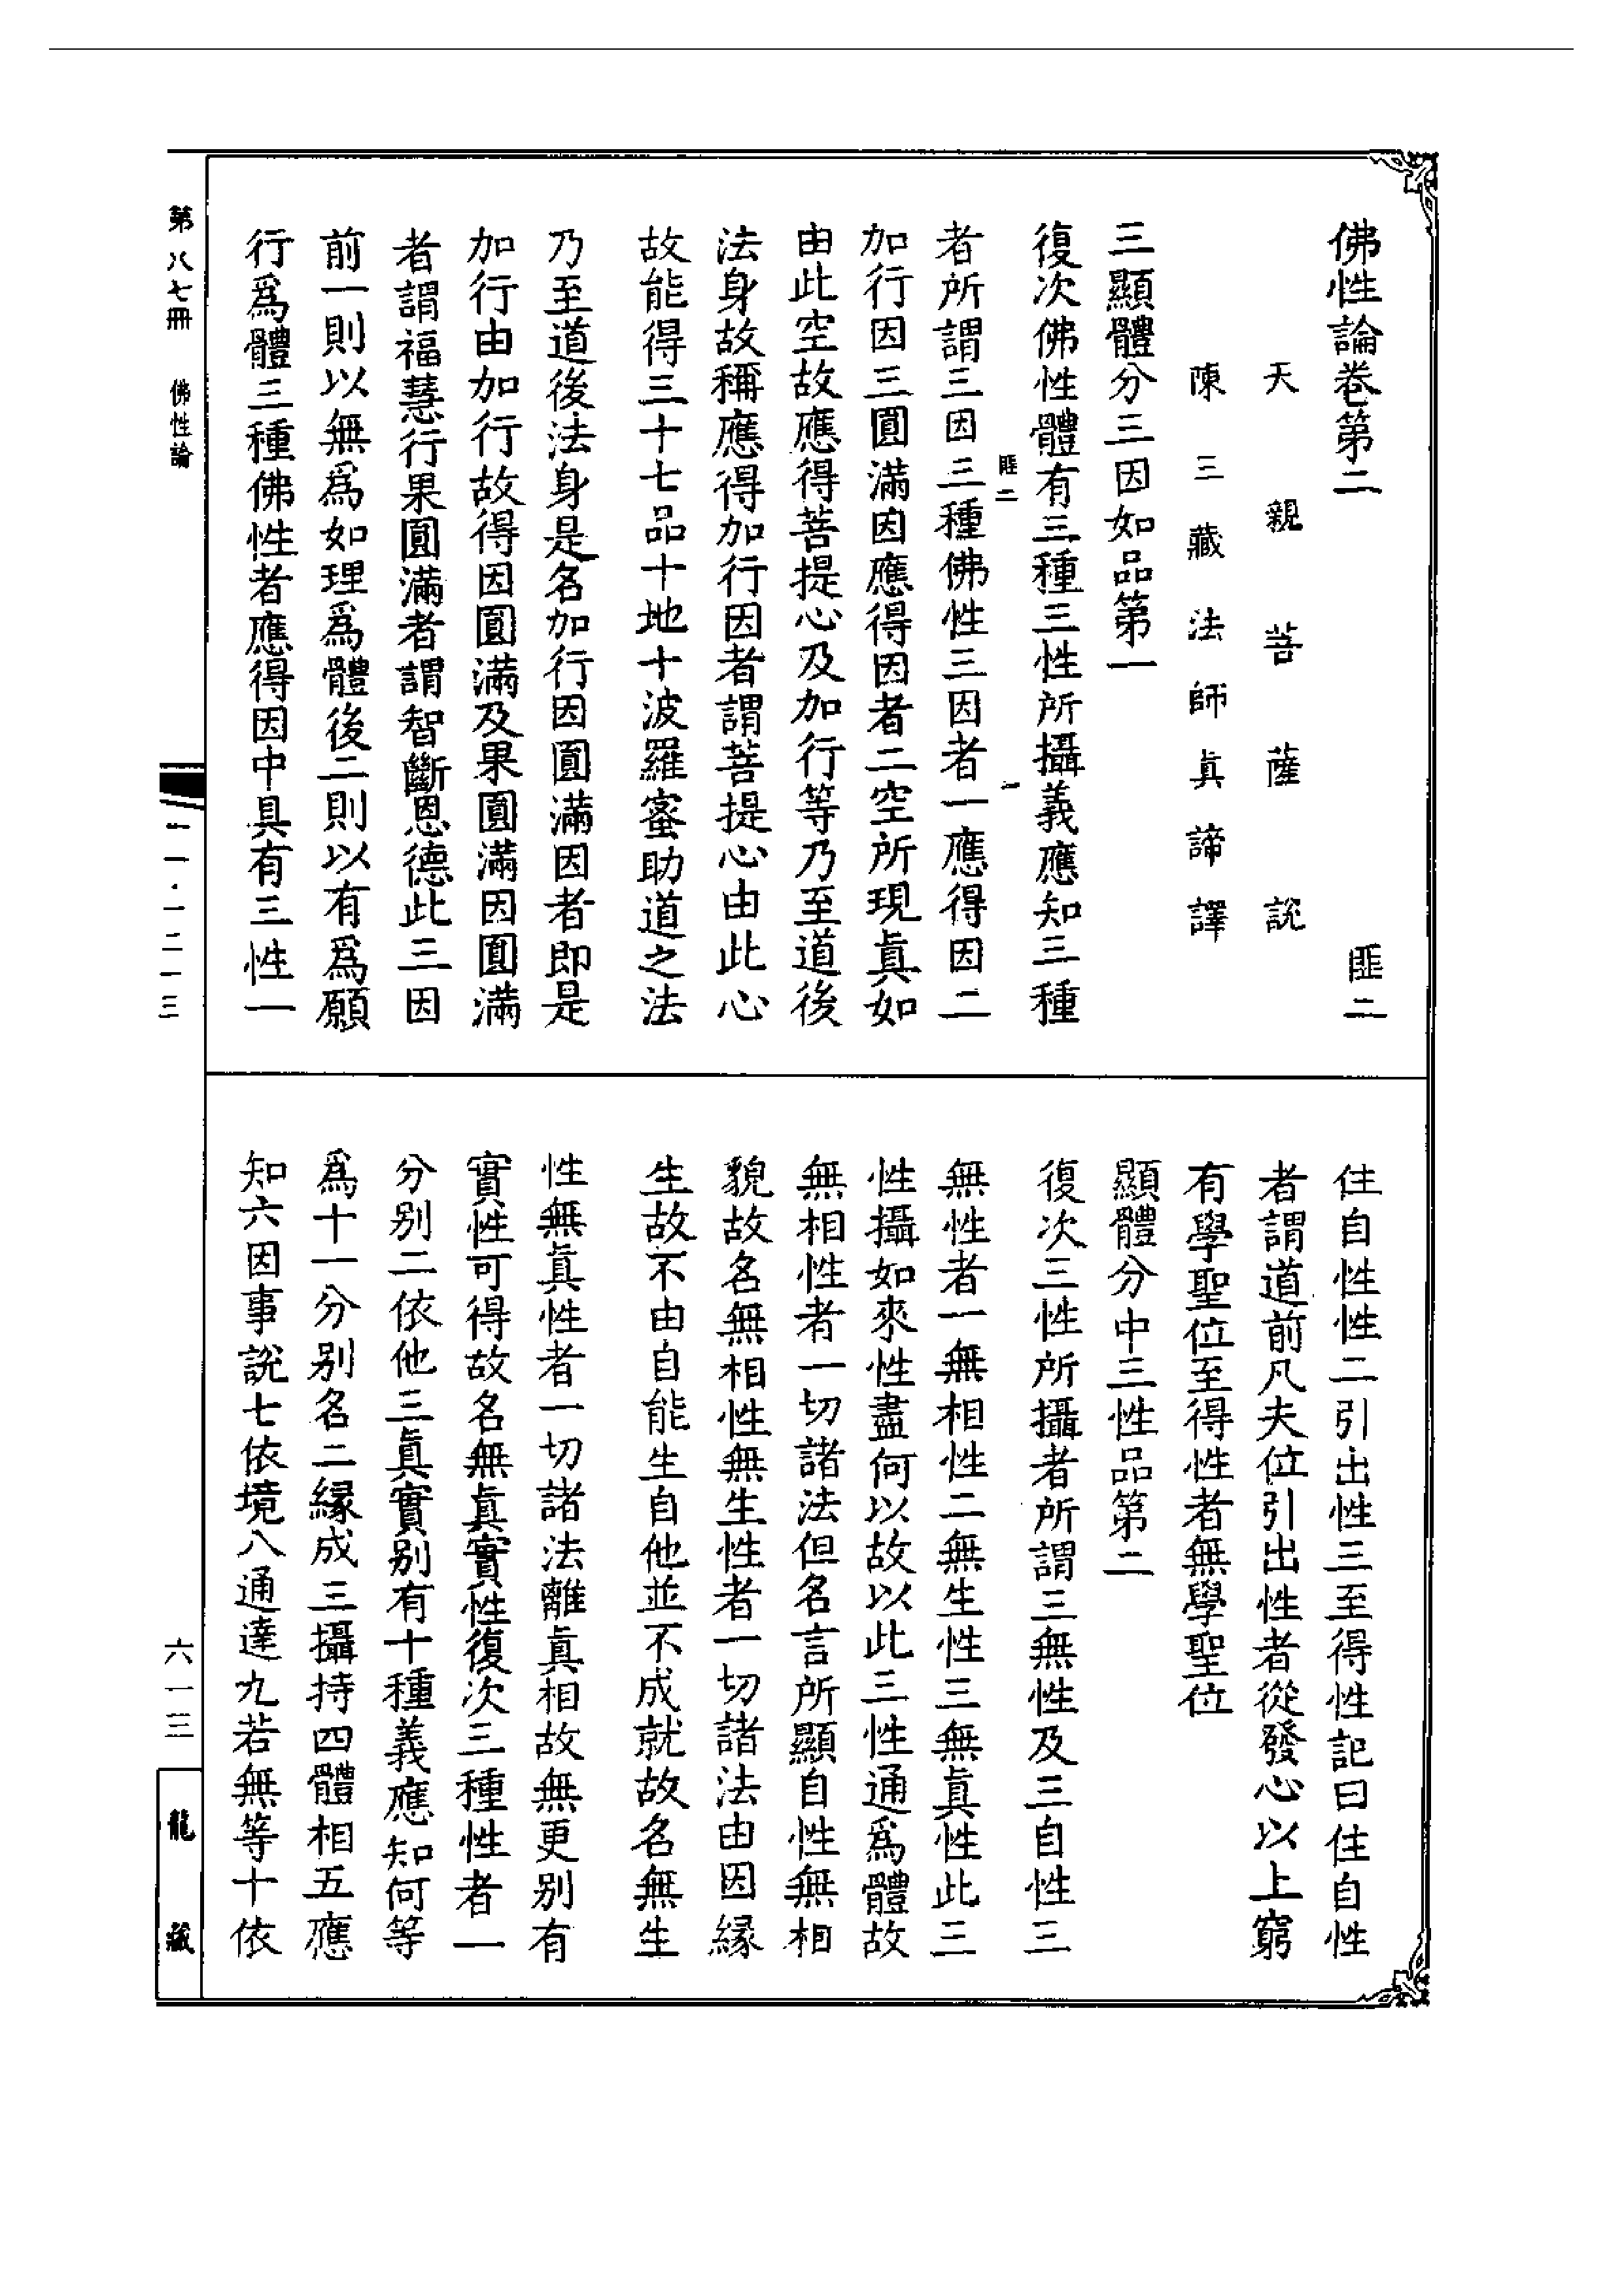 佛性論卷第二 匪二
天親菩薩說
陳三藏法師眞諦譯
三顯體分三因如品第一
復次佛性體有三種三性所攝義應知三種
匪二 一
者所謂三因三種佛性三因者一應得因二
加行因三圓滿因應得因者二空所現眞如
由此空故應得菩提心及加行等乃至道後
法身故稱應得加行因者謂菩提心由此心
故能得三十七品十地十波羅蜜助道之法
乃至道後法身是名加行因圓滿因者即是
加行由加行故得因圓滿及果圓滿因圓滿
者謂福慧行果圓滿者謂智斷恩德此三因
前一則以無爲如理爲體後二則以有爲願
行爲體三種佛性者應得因中具有三性一
住自性性二引出性三至得性記曰住自性
者謂道前凡夫位引出性者從發心以上窮
有學聖位至得性者無學聖位
顯體分中三性品第二
復次三性所攝者所謂三無性及三自性三
無性者一無相性二無生性三無眞性此三
性攝如來性盡何以故以此三性通爲體故
無相性者一切諸法但名言所顯自性無相
貌故名無相性無生性者一切諸法由因緣
生故不由自能生自他並不成就故名無生
性無眞性者一切諸法離眞相故無更別有
實性可得故名無眞實性復次三種性者一
分別二依他三眞實別有十種義應知何等
爲十一分別名二緣成三攝持四體相五應
知六因事說七依境八通達九若無等十依
第八七冊 佛性論
一一·一二一三
六一三
龍藏